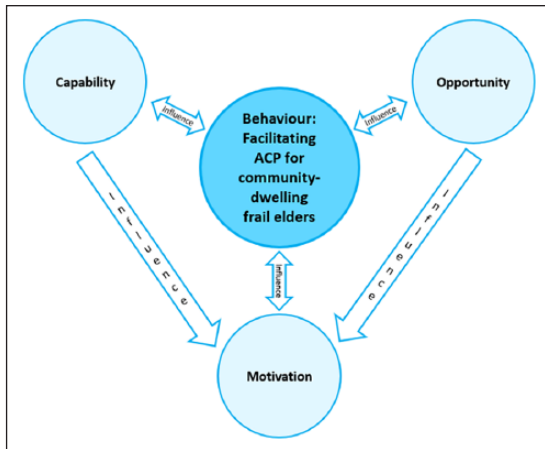 Capability
Opportunity
Influence
Behaviour:
Facilitating
ACP for
community-
dwelling
frail elders
Influence
Influence
Influence
Influence
Motivation